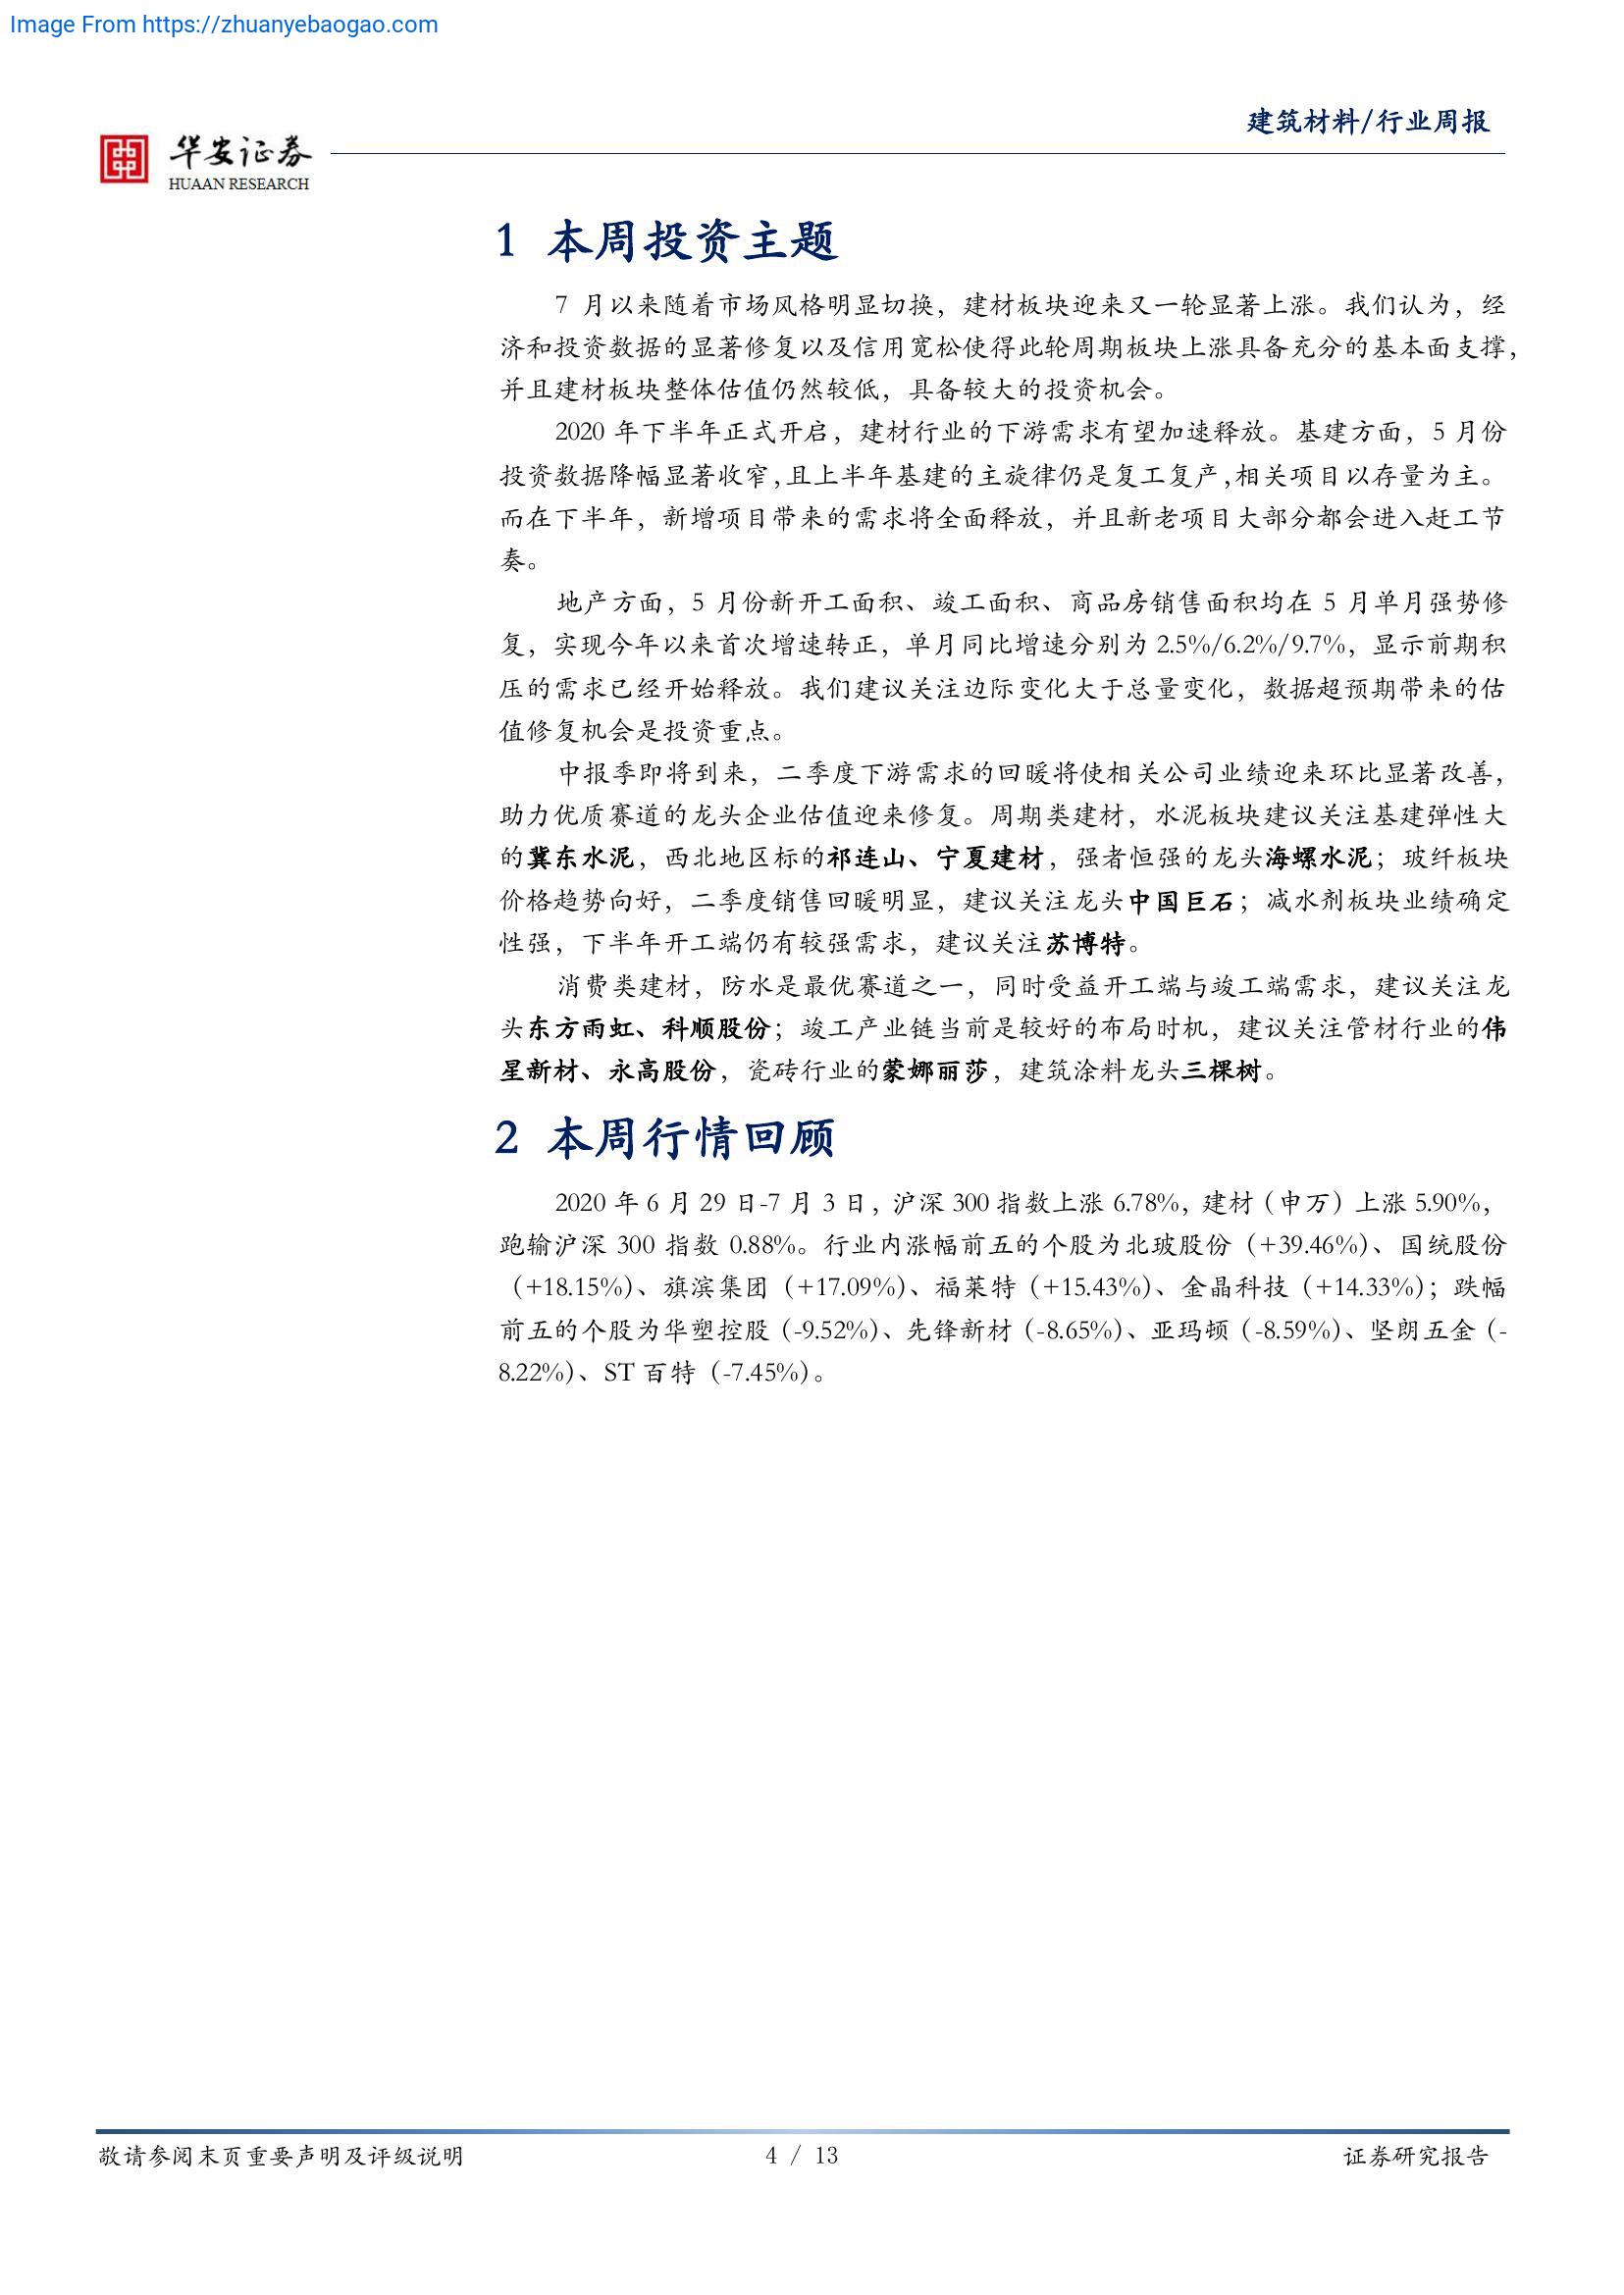 Image From https://zhuanyebaogao.com
建筑材料/行业周报
华安证券
HUAAN RESEARCH
1 本周投资主题
7 月以来随着市场风格明显切换，建材板块迎来又一轮显著上涨。我们认为，经
济和投资数据的显著修复以及信用宽松使得此轮周期板块上涨具备充分的基本面支撑，
并且建材板块整体估值仍然较低，具备较大的投资机会。
2020 年下半年正式开启，建材行业的下游需求有望加速释放。基建方面，5 月份
投资数据降幅显著收窄，且上半年基建的主旋律仍是复工复产，相关项目以存量为主。
而在下半年，新增项目带来的需求将全面释放，并且新老项目大部分都会进入赶工节
奏。
地产方面，5 月份新开工面积、竣工面积、商品房销售面积均在 5 月单月强势修
复，实现今年以来首次增速转正，单月同比增速分别为 2.5%/6.2%/9.7%，显示前期积
压的需求已经开始释放。我们建议关注边际变化大于总量变化，数据超预期带来的估
值修复机会是投资重点。
中报季即将到来，二季度下游需求的回暖将使相关公司业绩迎来环比显著改善，
助力优质赛道的龙头企业估值迎来修复。周期类建材，水泥板块建议关注基建弹性大
的冀东水泥，西北地区标的祁连山、宁夏建材，强者恒强的龙头海螺水泥；玻纤板块
价格趋势向好，二季度销售回暖明显，建议关注龙头中国巨石；减水剂板块业绩确定
性强，下半年开工端仍有较强需求，建议关注苏博特。
消费类建材，防水是最优赛道之一，同时受益开工端与竣工端需求，建议关注龙
头东方雨虹、科顺股份；竣工产业链当前是较好的布局时机，建议关注管材行业的伟
星新材、永高股份，瓷砖行业的蒙娜丽莎，建筑涂料龙头三棵树。
2 本周行情回顾
2020 年 6 月 29 日-7 月 3 日，沪深 300 指数上涨 6.78%，建材（申万）上涨 5.90%，
跑输沪深 300 指数 0.88%。行业内涨幅前五的个股为北玻股份（+39.46%）、国统股份
（+18.15%）、旗滨集团（+17.09%）、福莱特（+15.43%）、金晶科技（+14.33%）；跌幅
前五的个股为华塑控股（-9.52%）、先锋新材（-8.65%）、亚玛顿（-8.59%）、坚朗五金（-
8.22%）、ST 百特（-7.45%）。
敬请参阅末页重要声明及评级说明
4 / 13
证券研究报告